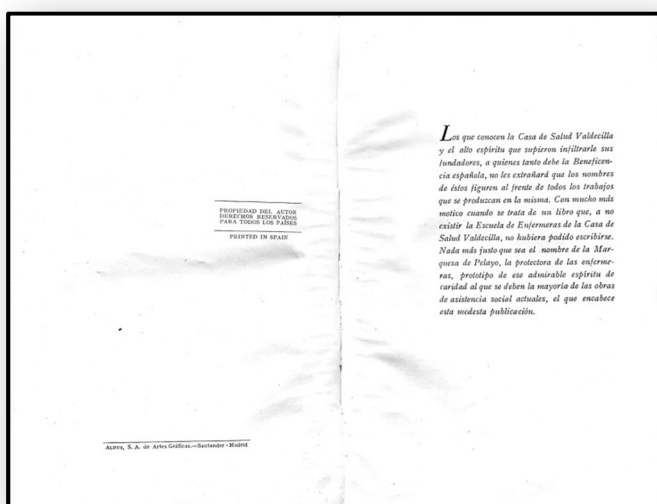 PROPIEDAD DEL AUTOR
DERECHOS RESERVADOS
PARA TODOS LOS PAÍSES
PRINTED IN SPAIN
ALDUS, S. A. de Artes Gráficas.—Santander - Madrid
Los que conocen la Casa de Salud Valdecilla
y el alto espíritu que supieron infiltrarle sus
fundadores, a quienes tanto debe la Beneficen-
cia española, no les extrañará que los nombres
de éstos figuren al frente de todos los trabajos
que se produzcan en la misma. Con mucho más
motivo cuando se trata de un libro que, a no
existir la Escuela de Enfermeras de la Casa de
Salud Valdecilla, no hubiera podido escribirse.
Nada más justo que sea el nombre de la Mar-
quesa de Pelayo, la protectora de las enferme-
ras, prototipo de ese admirable espíritu de
caridad al que se deben la mayoría de las obras
de asistencia social actuales, el que encabece
esta modesta publicación.